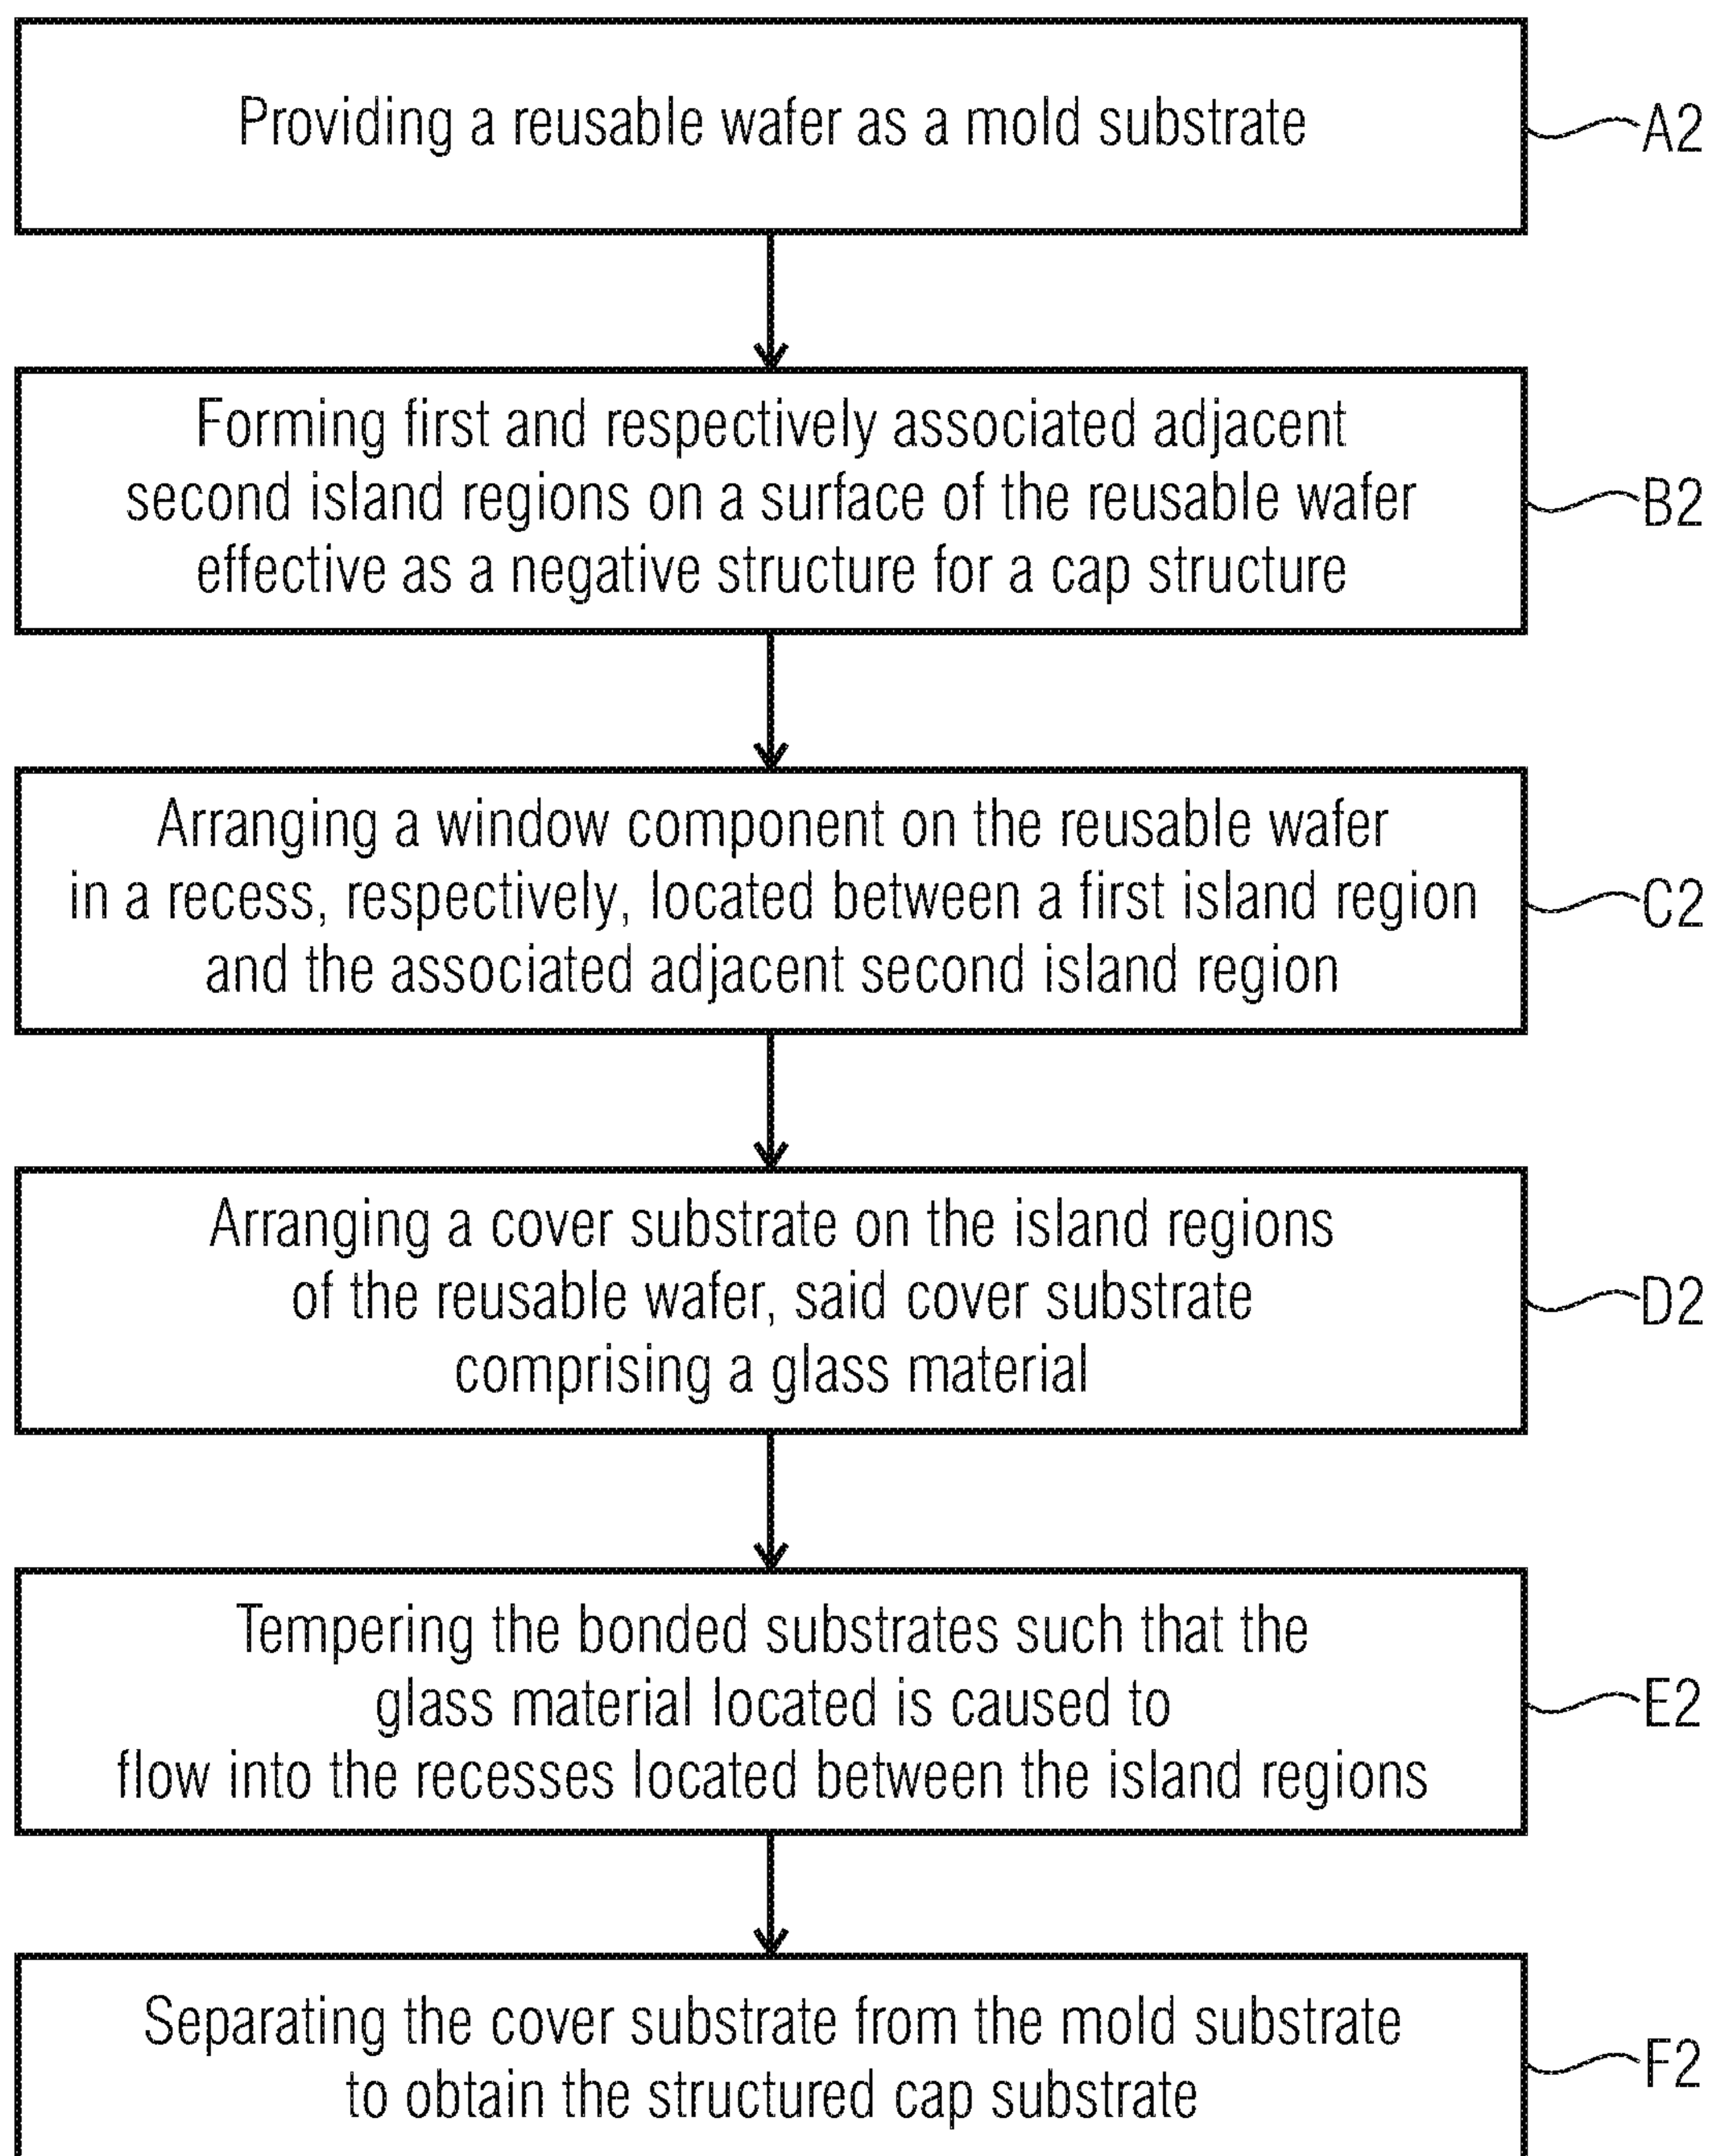 Providing a reusable wafer as a mold substrate
A2
Forming first and respectively associated adjacent
second island regions on a surface of the reusable wafer
effective as a negative structure for a cap structure
B2
Arranging a window component on the reusable wafer
in a recess, respectively, located between a first island region
and the associated adjacent second island region
C2
Arranging a cover substrate on the island regions
of the reusable wafer, said cover substrate
comprising a glass material
D2
Tempering the bonded substrates such that the
glass material located is caused to
flow into the recesses located between the island regions
E2
Separating the cover substrate from the mold substrate
to obtain the structured cap substrate
F2